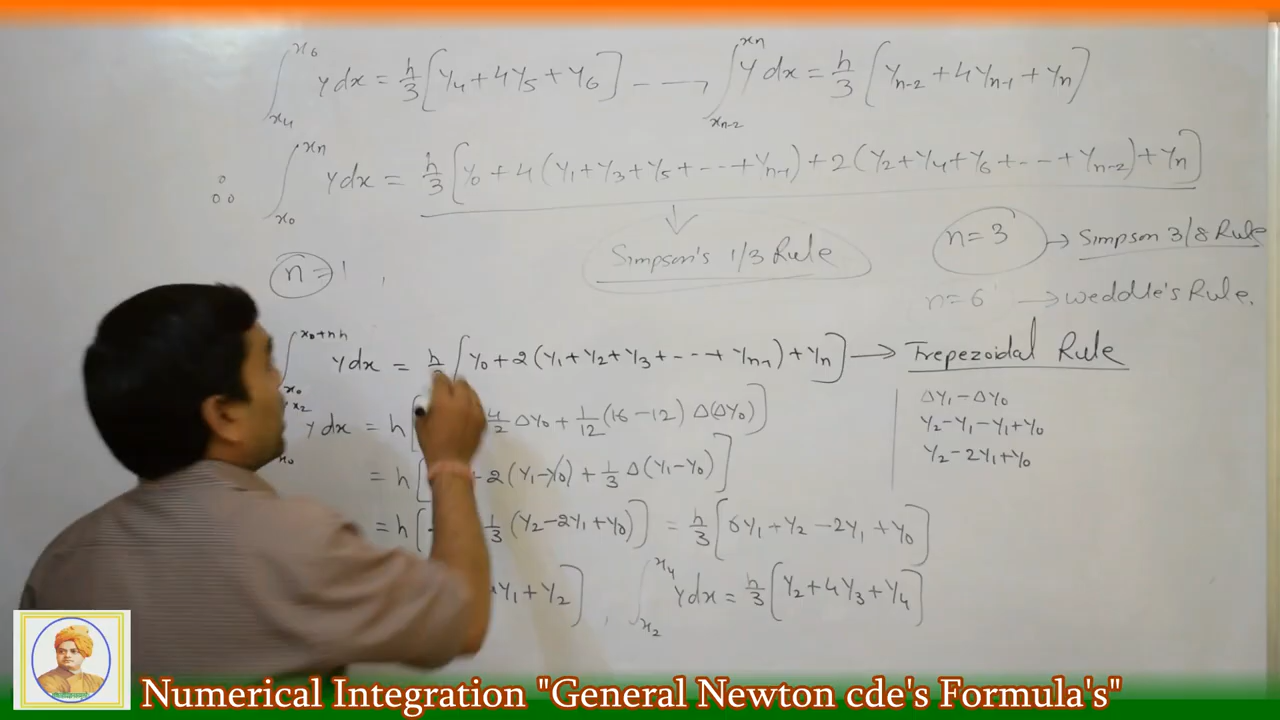 ∫_{x₄}^{x₆} y dx = h/3 [y₄ + 4y₅ + y₆] - - → ∫_{xₙ₋₂}^{xₙ} y dx = h/3 [yₙ₋₂ + 4yₙ₋₁ + yₙ]
∴ ∫_{x₀}^{xₙ} y dx = h/3 [y₀ + 4(y₁ + y₃ + y₅ + --- + yₙ₋₁) + 2(y₂ + y₄ + y₆ + --- + yₙ₋₂) + yₙ]
n = 3 → Simpson 3/8 Rule
Simpson's 1/3 Rule
n = 1 ,
n = 6 → weddle's Rule.
∫_{x₀}^{x₀+nh} y dx = h/ [y₀ + 2(y₁ + y₂ + y₃ + --- + yₙ₋₁) + yₙ] → Trepezoidal Rule
∫_{x₀}^{x₂} y dx = h[ 4/2 Δy₀ + 1/12 (16 - 12) Δ(Δy₀)]
Δy₁ - Δy₀
y₂ - y₁ - y₁ + y₀
y₂ - 2y₁ + y₀
= h[ + 2(y₁ - y₀) + 1/3 Δ(y₁ - y₀)]
= h[ 1/3 (y₂ - 2y₁ + y₀)] = h/3 [6y₁ + y₂ - 2y₁ + y₀]
y₁ + y₂] , ∫_{x₂}^{x₄} y dx = h/3 [y₂ + 4y₃ + y₄]
Numerical Integration "General Newton cde's Formula's"